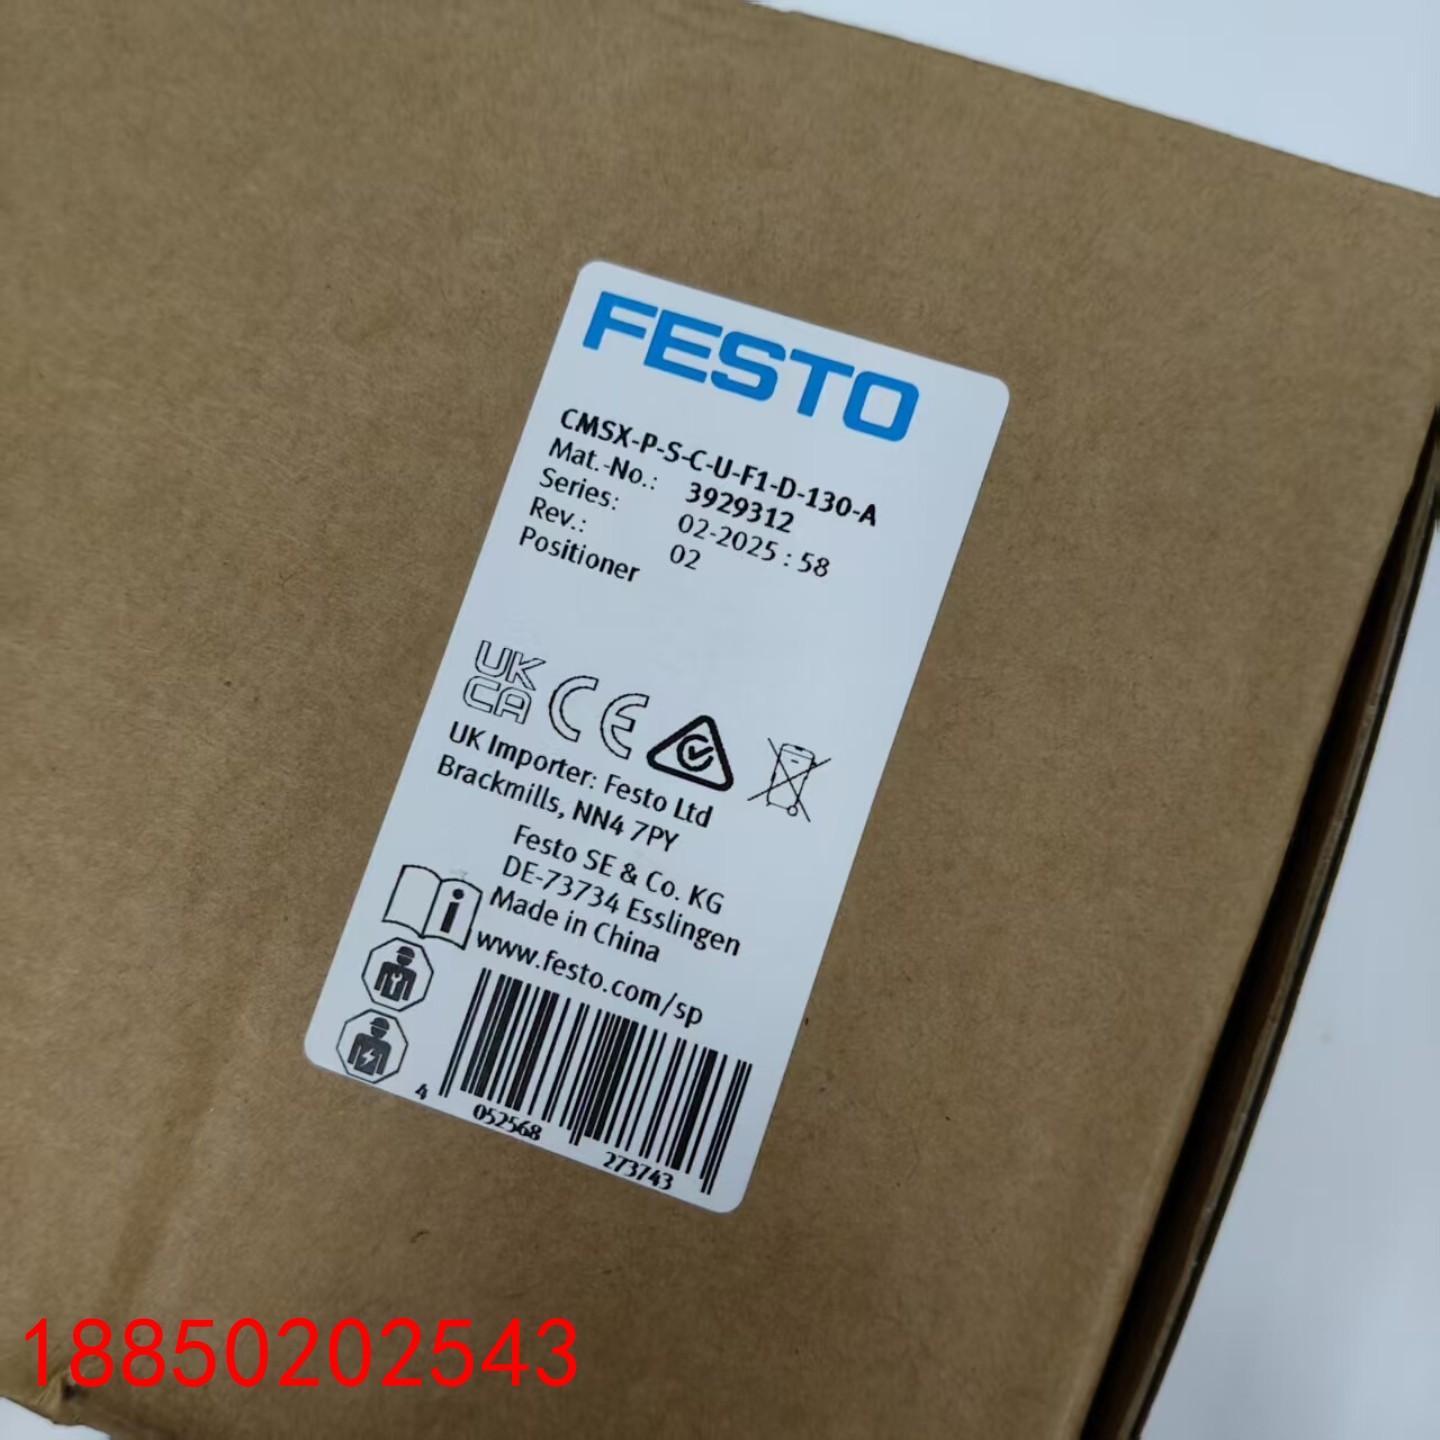 FESTO
CMSX-P-S-C-U-F1-D-130-A
Mat.-No.: 3929312
Series: 02-2025 : 58
Rev.: 02
Positioner
UK
CA CE
UK Importer: Festo Ltd
Brackmills, NN4 7PY
Festo SE & Co. KG
DE-73734 Esslingen
Made in China
www.festo.com/sp
4 052568 273743
18850202543